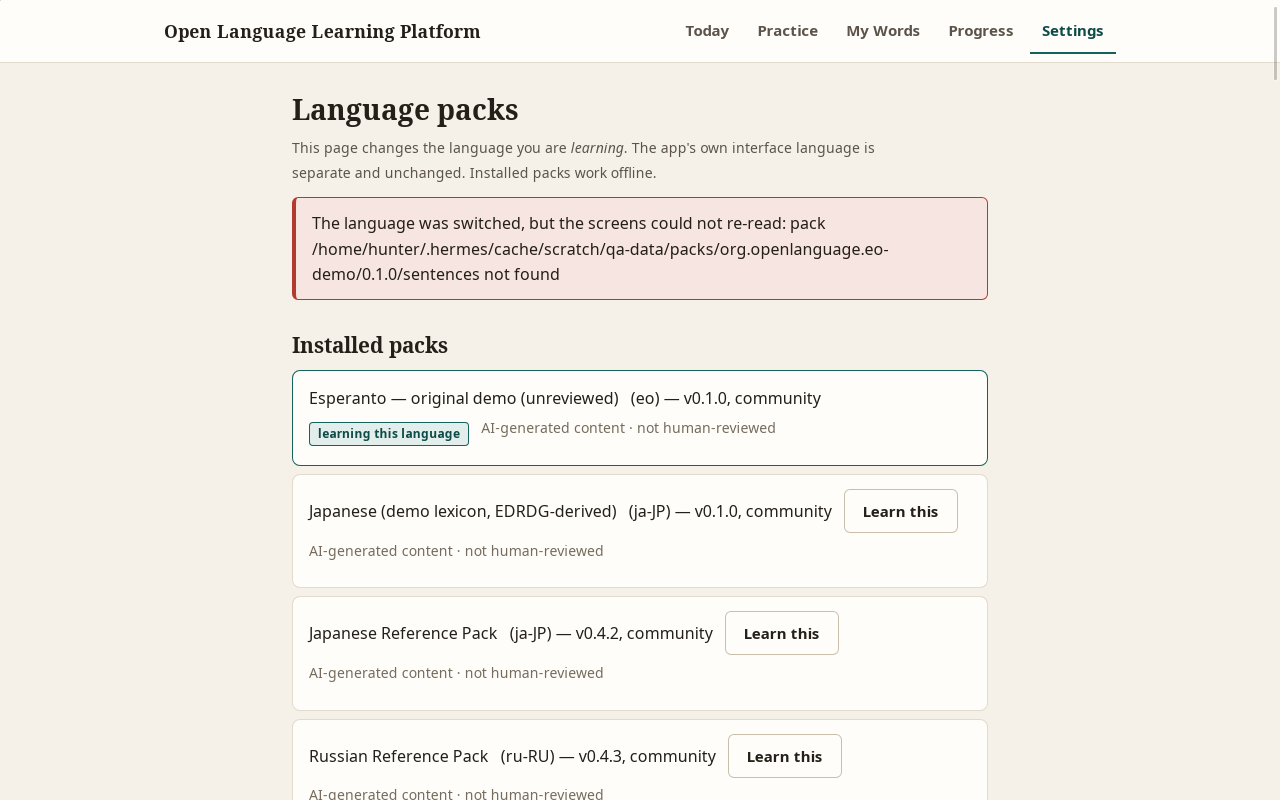 Open Language Learning Platform
Today
Practice
My Words
Progress
Settings
Language packs
This page changes the language you are learning. The app's own interface language is
separate and unchanged. Installed packs work offline.
The language was switched, but the screens could not re-read: pack
/home/hunter/.hermes/cache/scratch/qa-data/packs/org.openlanguage.eo-
demo/0.1.0/sentences not found
Installed packs
Esperanto — original demo (unreviewed) (eo) — v0.1.0, community
learning this language AI-generated content · not human-reviewed
Japanese (demo lexicon, EDRDG-derived) (ja-JP) — v0.1.0, community Learn this
AI-generated content · not human-reviewed
Japanese Reference Pack (ja-JP) — v0.4.2, community Learn this
AI-generated content · not human-reviewed
Russian Reference Pack (ru-RU) — v0.4.3, community Learn this
AI-generated content · not human-reviewed